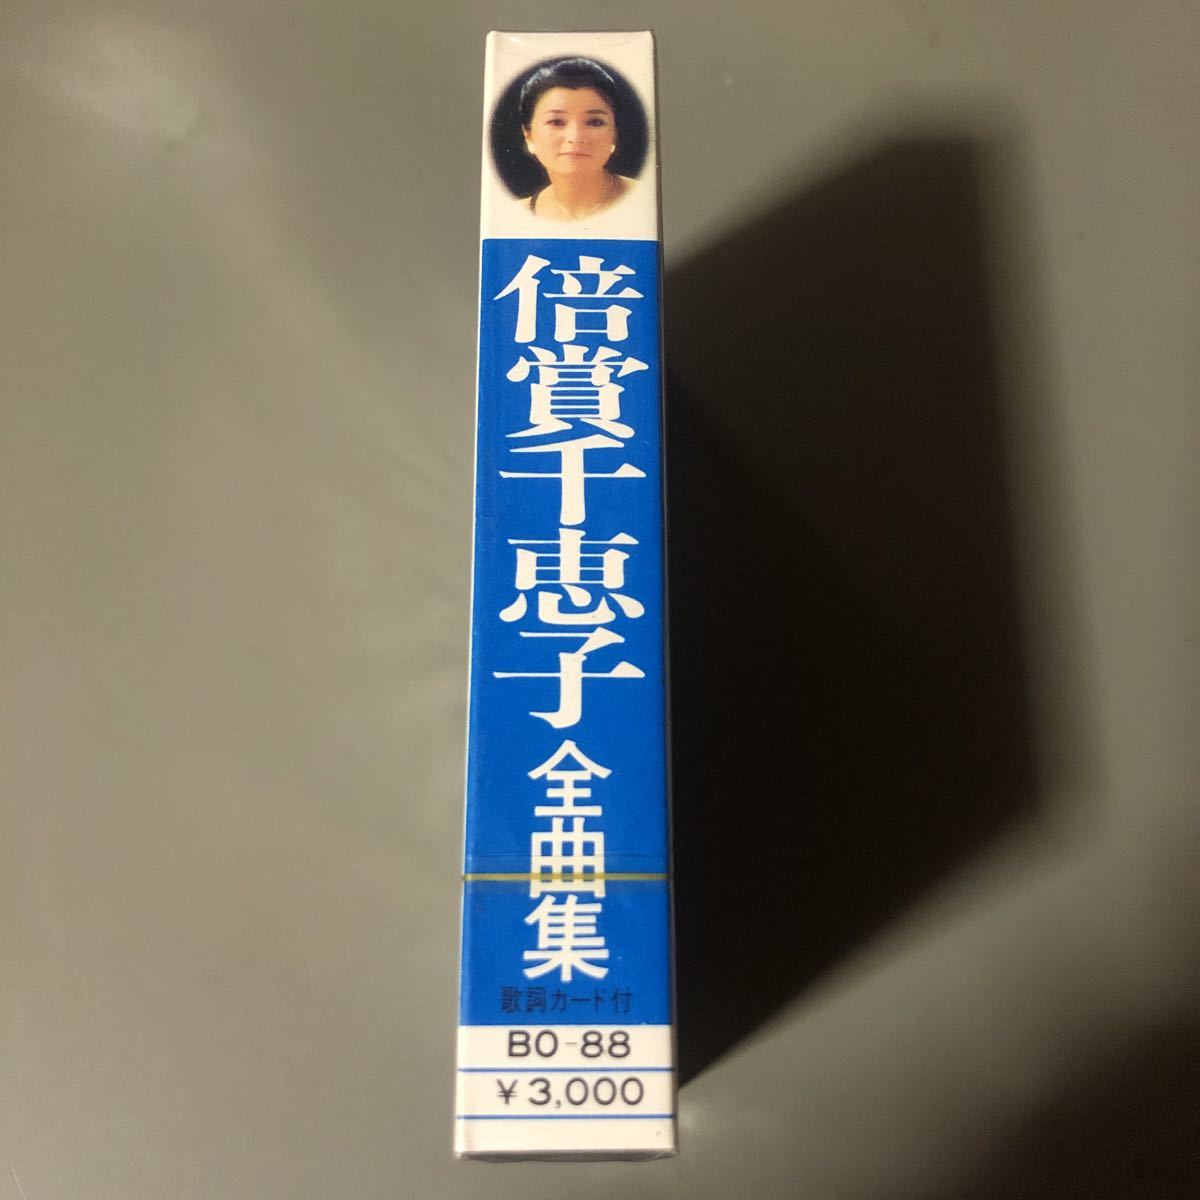 倍賞千恵子
全曲集
歌詞カード付
BO-88
¥3,000